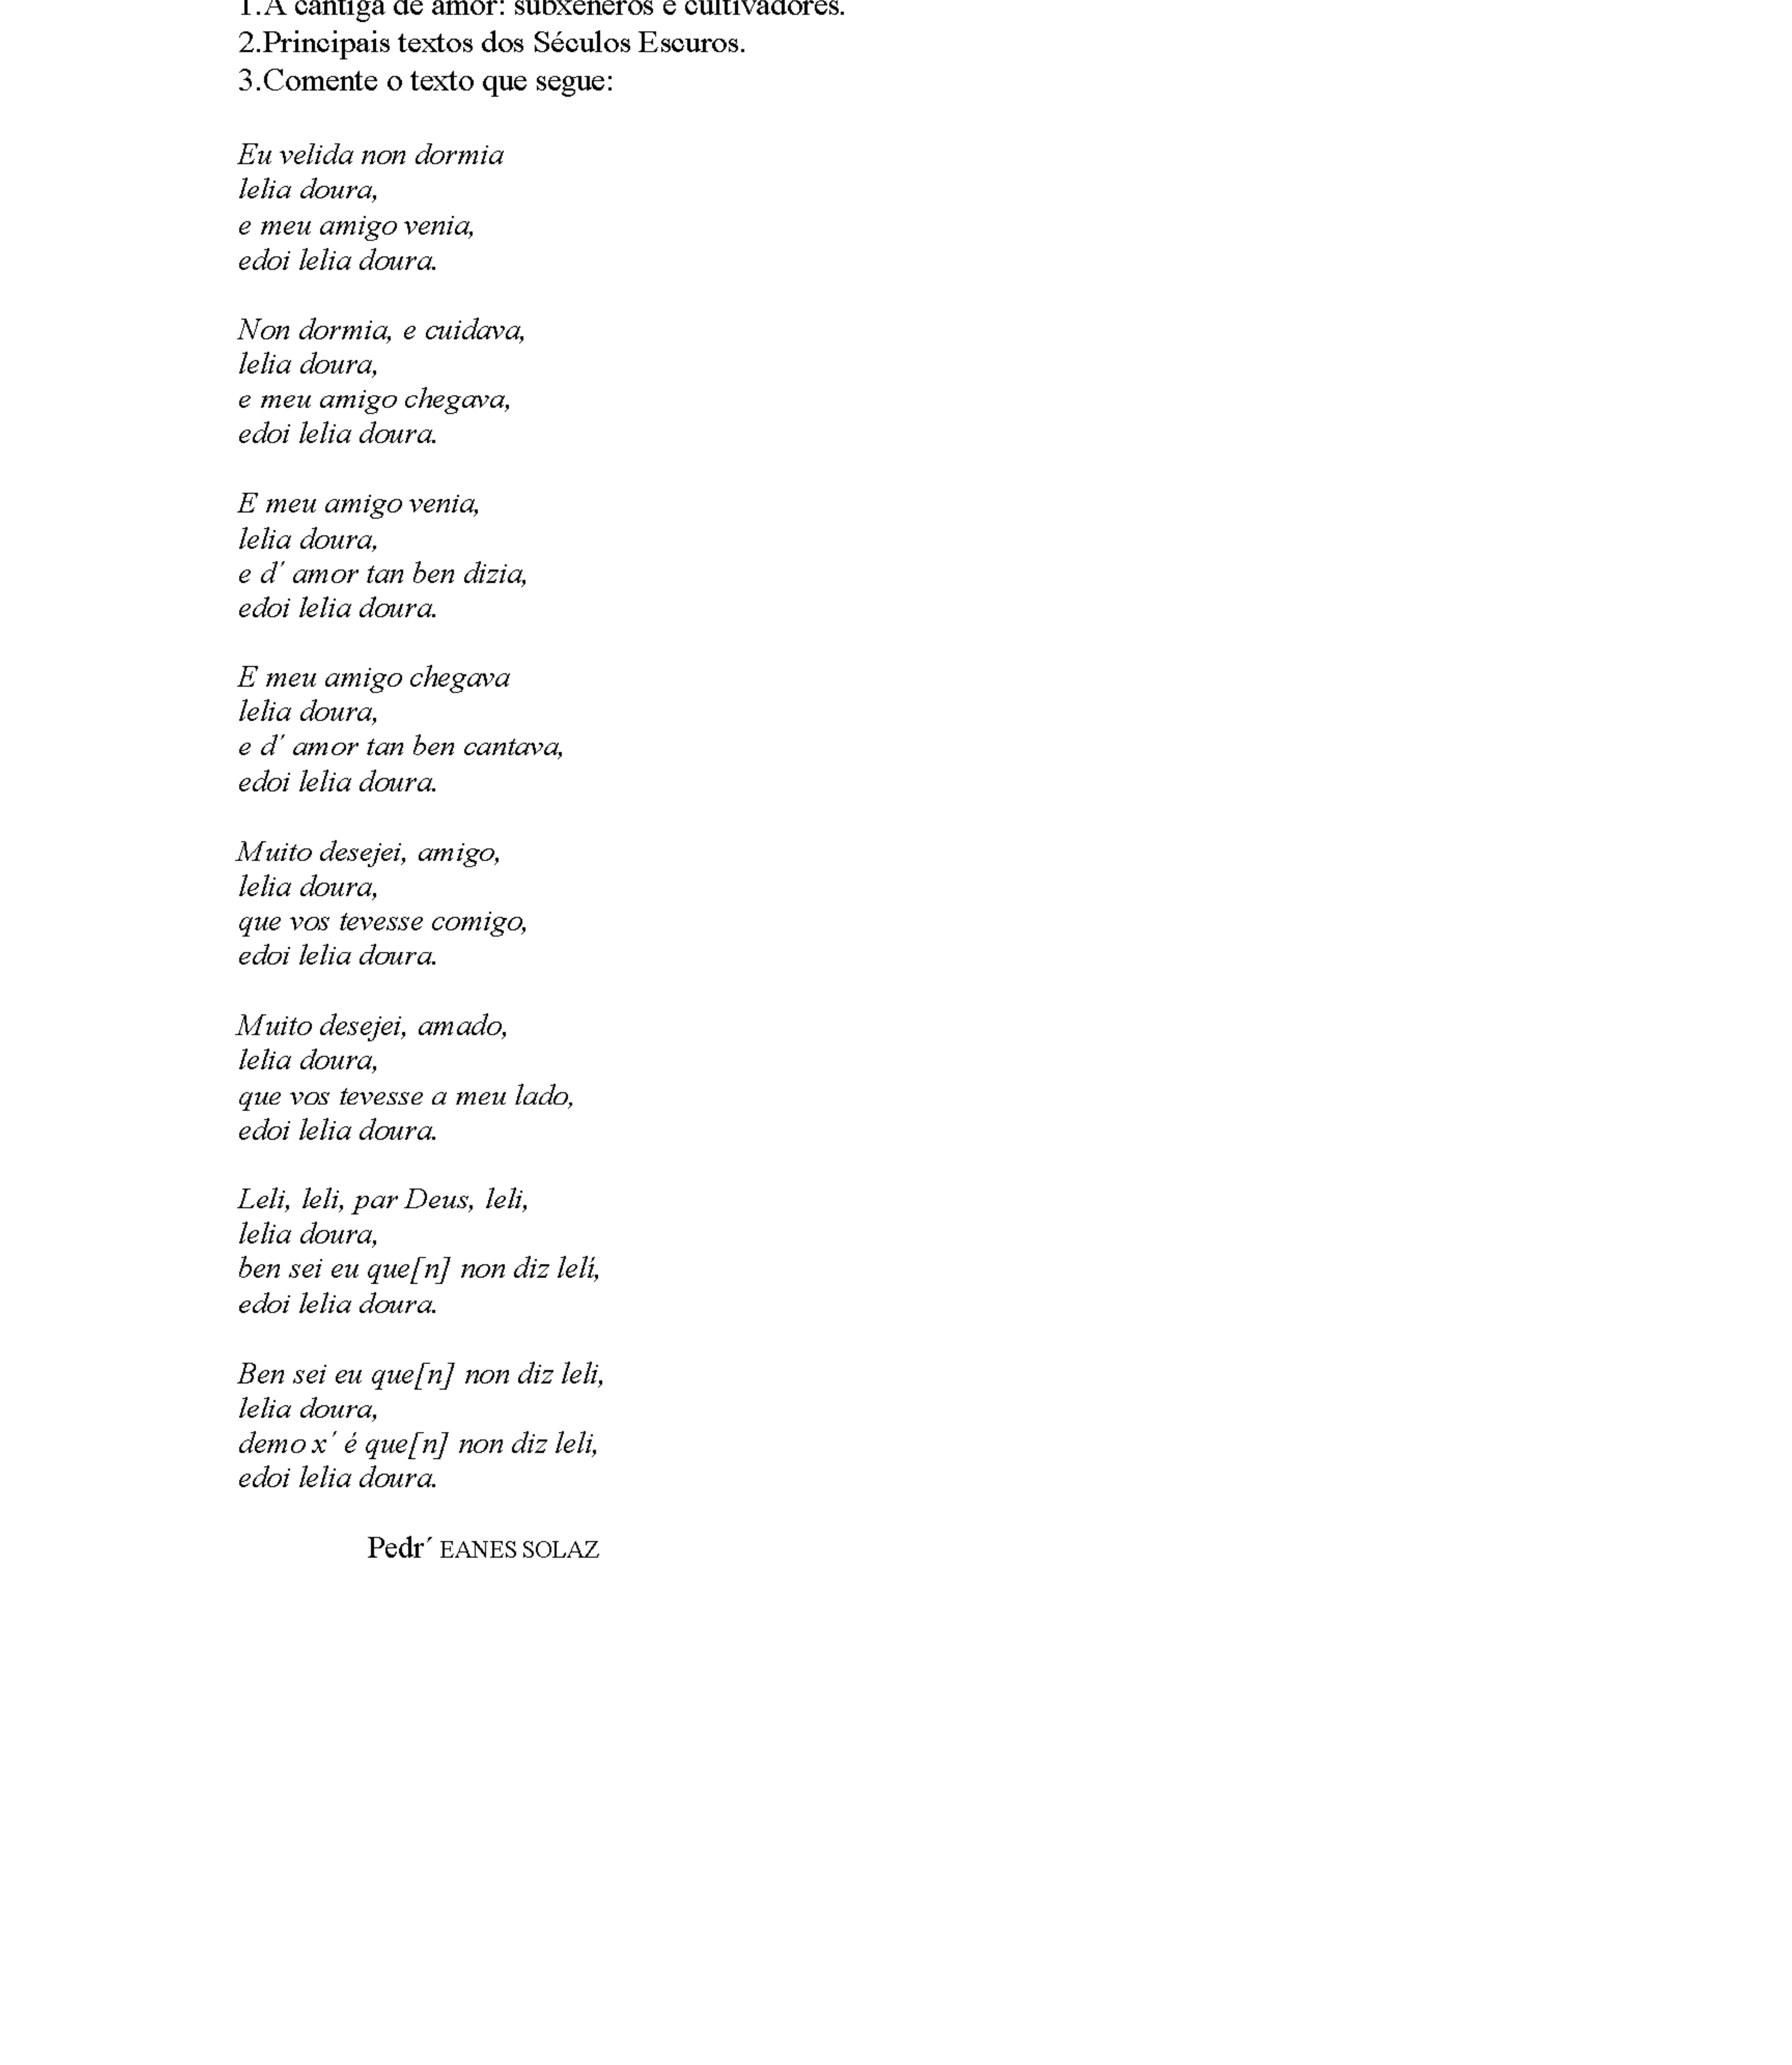 1.A cantiga de amor: subxéneros e cultivadores.
2.Principais textos dos Séculos Escuros.
3.Comente o texto que segue:
Eu velida non dormia
lelia doura,
e meu amigo venia,
edoi lelia doura.
Non dormia, e cuidava,
lelia doura,
e meu amigo chegava,
edoi lelia doura.
E meu amigo venia,
lelia doura,
e d´ amor tan ben dizia,
edoi lelia doura.
E meu amigo chegava
lelia doura,
e d´ amor tan ben cantava,
edoi lelia doura.
Muito desejei, amigo,
lelia doura,
que vos tevesse comigo,
edoi lelia doura.
Muito desejei, amado,
lelia doura,
que vos tevesse a meu lado,
edoi lelia doura.
Leli, leli, par Deus, leli,
lelia doura,
ben sei eu que[n] non diz lelí,
edoi lelia doura.
Ben sei eu que[n] non diz leli,
lelia doura,
demo x´ é que[n] non diz leli,
edoi lelia doura.
Pedr´ EANES SOLAZ